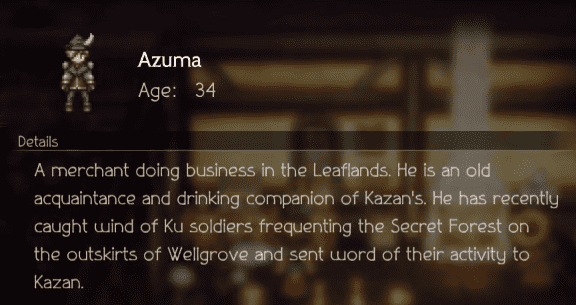 Azuma
Age: 34
Details
A merchant doing business in the Leaflands. He is an old
acquaintance and drinking companion of Kazan's. He has recently
caught wind of Ku soldiers frequenting the Secret Forest on
the outskirts of Wellgrove and sent word of their activity to
Kazan.